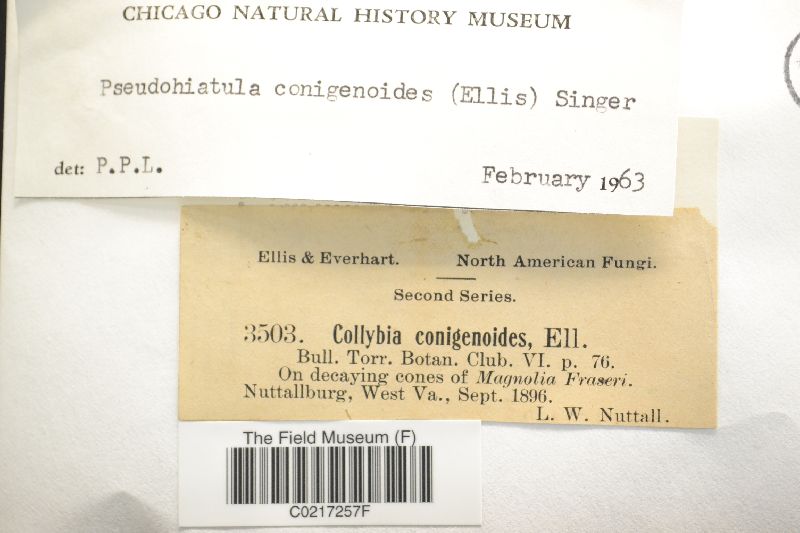 CHICAGO NATURAL HISTORY MUSEUM
Pseudohiatula conigenoides (Ellis) Singer
det: P.P.L. February 1963
Ellis & Everhart. North American Fungi.
Second Series.
3503. Collybia conigenoides, Ell.
Bull. Torr. Botan. Club. VI. p. 76.
On decaying cones of Magnolia Fraseri.
Nuttallburg, West Va., Sept. 1896.
L. W. Nuttall.
The Field Museum (F)
C0217257F